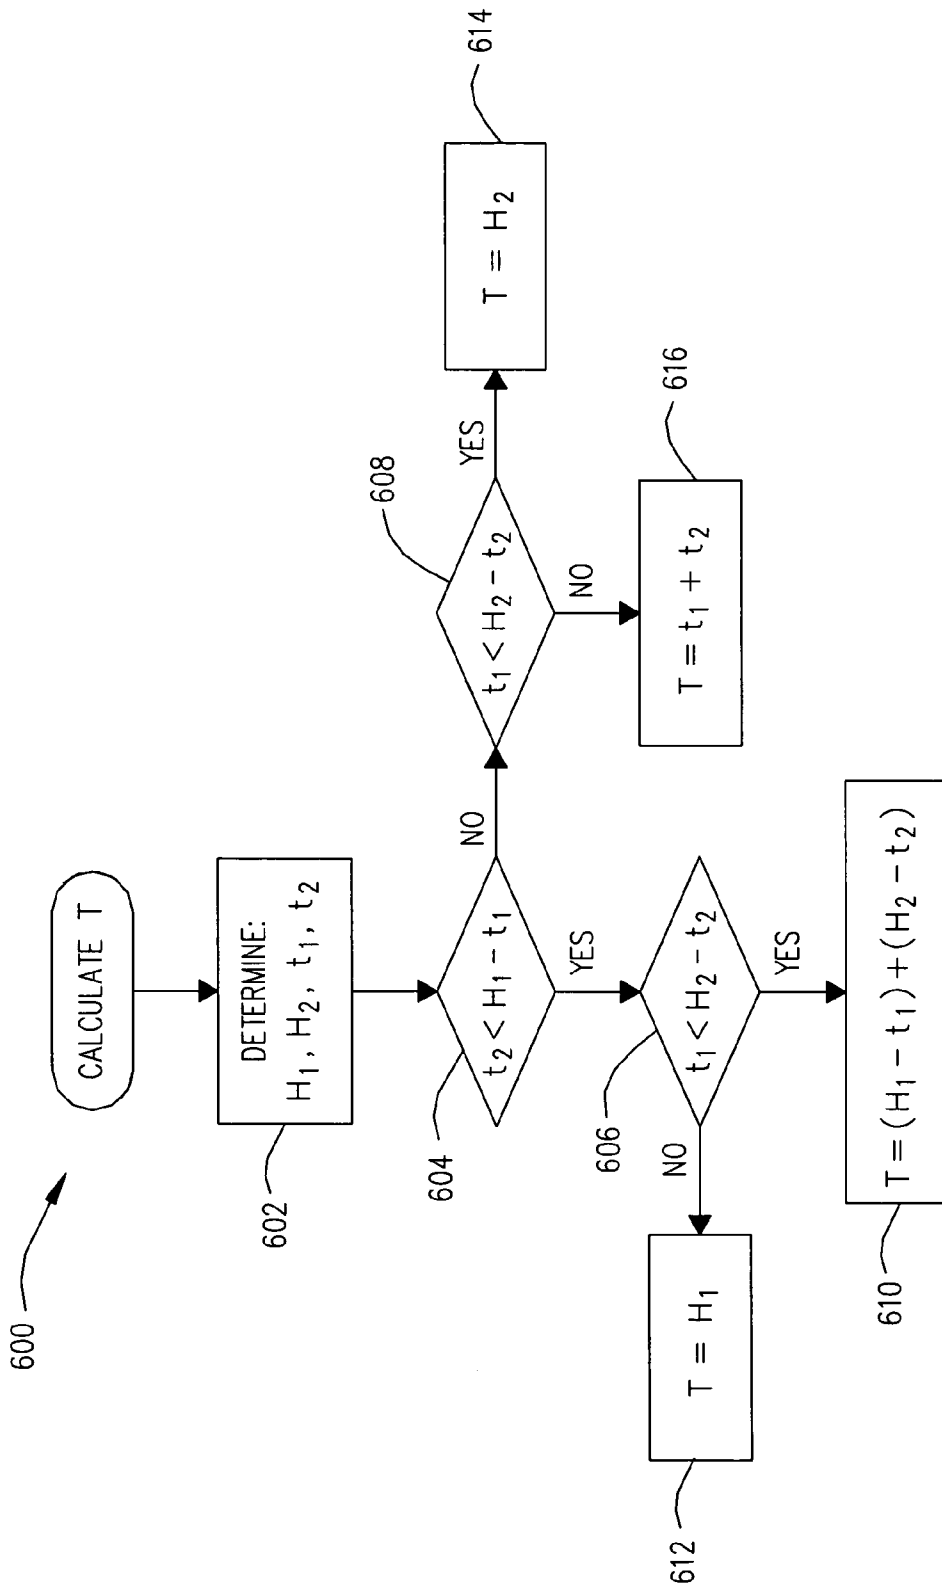 600
CALCULATE T
602
DETERMINE:
H₁, H₂, t₁, t₂
604
t₂ < H₁ – t₁
NO
YES
608
t₁ < H₂ – t₂
YES
NO
614
T = H₂
616
T = t₁ + t₂
606
t₁ < H₂ – t₂
NO
YES
612
T = H₁
610
T = (H₁ – t₁) + (H₂ – t₂)